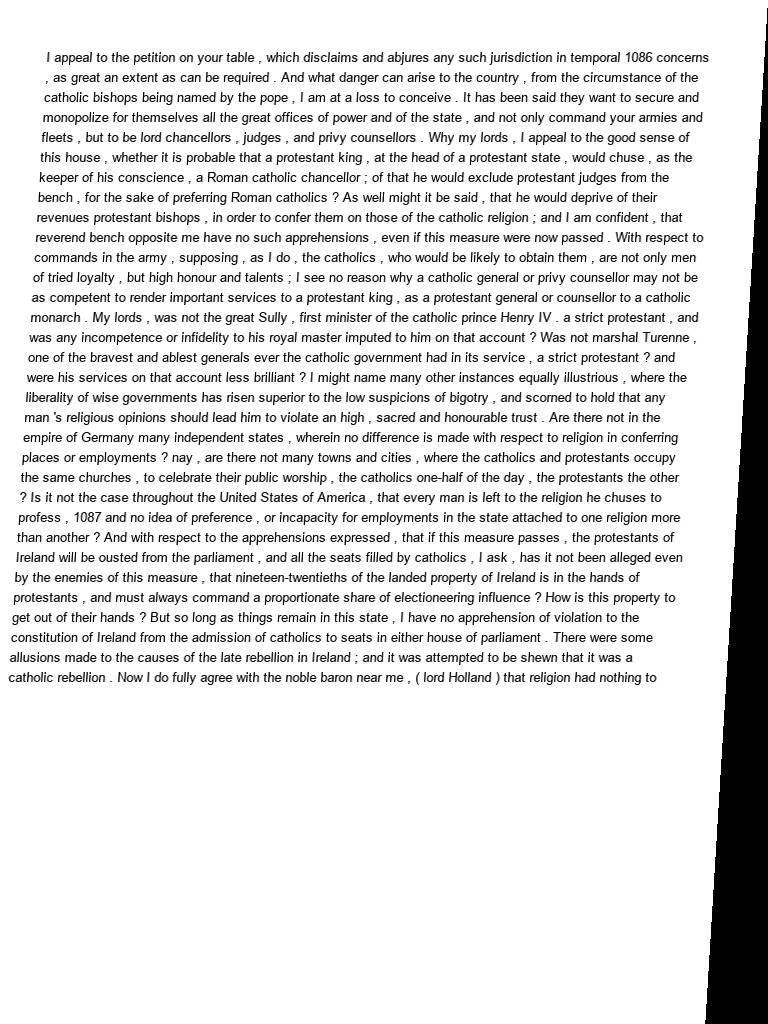 I appeal to the petition on your table , which disclaims and abjures any such jurisdiction in temporal 1086 concerns
, as great an extent as can be required . And what danger can arise to the country , from the circumstance of the
catholic bishops being named by the pope , I am at a loss to conceive . It has been said they want to secure and
monopolize for themselves all the great offices of power and of the state , and not only command your armies and
fleets , but to be lord chancellors , judges , and privy counsellors . Why my lords , I appeal to the good sense of
this house , whether it is probable that a protestant king , at the head of a protestant state , would chuse , as the
keeper of his conscience , a Roman catholic chancellor ; of that he would exclude protestant judges from the
bench , for the sake of preferring Roman catholics ? As well might it be said , that he would deprive of their
revenues protestant bishops , in order to confer them on those of the catholic religion ; and I am confident , that
reverend bench opposite me have no such apprehensions , even if this measure were now passed . With respect to
commands in the army , supposing , as I do , the catholics , who would be likely to obtain them , are not only men
of tried loyalty , but high honour and talents ; I see no reason why a catholic general or privy counsellor may not be
as competent to render important services to a protestant king , as a protestant general or counsellor to a catholic
monarch . My lords , was not the great Sully , first minister of the catholic prince Henry IV . a strict protestant , and
was any incompetence or infidelity to his royal master imputed to him on that account ? Was not marshal Turenne ,
one of the bravest and ablest generals ever the catholic government had in its service , a strict protestant ? and
were his services on that account less brilliant ? I might name many other instances equally illustrious , where the
liberality of wise governments has risen superior to the low suspicions of bigotry , and scorned to hold that any
man 's religious opinions should lead him to violate an high , sacred and honourable trust . Are there not in the
empire of Germany many independent states , wherein no difference is made with respect to religion in conferring
places or employments ? nay , are there not many towns and cities , where the catholics and protestants occupy
the same churches , to celebrate their public worship , the catholics one-half of the day , the protestants the other
? Is it not the case throughout the United States of America , that every man is left to the religion he chuses to
profess , 1087 and no idea of preference , or incapacity for employments in the state attached to one religion more
than another ? And with respect to the apprehensions expressed , that if this measure passes , the protestants of
Ireland will be ousted from the parliament , and all the seats filled by catholics , I ask , has it not been alleged even
by the enemies of this measure , that nineteen-twentieths of the landed property of Ireland is in the hands of
protestants , and must always command a proportionate share of electioneering influence ? How is this property to
get out of their hands ? But so long as things remain in this state , I have no apprehension of violation to the
constitution of Ireland from the admission of catholics to seats in either house of parliament . There were some
allusions made to the causes of the late rebellion in Ireland ; and it was attempted to be shewn that it was a
catholic rebellion . Now I do fully agree with the noble baron near me , ( lord Holland ) that religion had nothing to